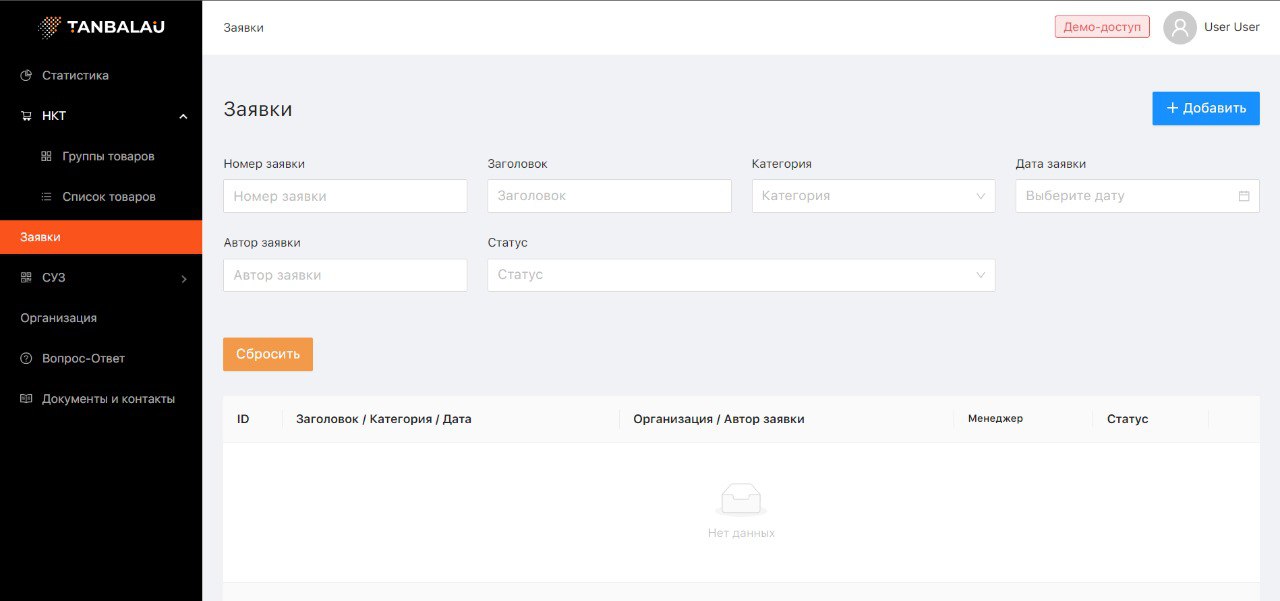 TANBALAU
Заявки
Демо-доступ
User User
Статистика
НКТ
Группы товаров
Список товаров
Заявки
СУЗ
Организация
Вопрос-Ответ
Документы и контакты
Заявки
+ Добавить
Номер заявки Заголовок Категория Дата заявки
Номер заявки Заголовок Категория Выберите дату
Автор заявки Статус
Автор заявки Статус
Сбросить
ID Заголовок / Категория / Дата Организация / Автор заявки Менеджер Статус
Нет данных